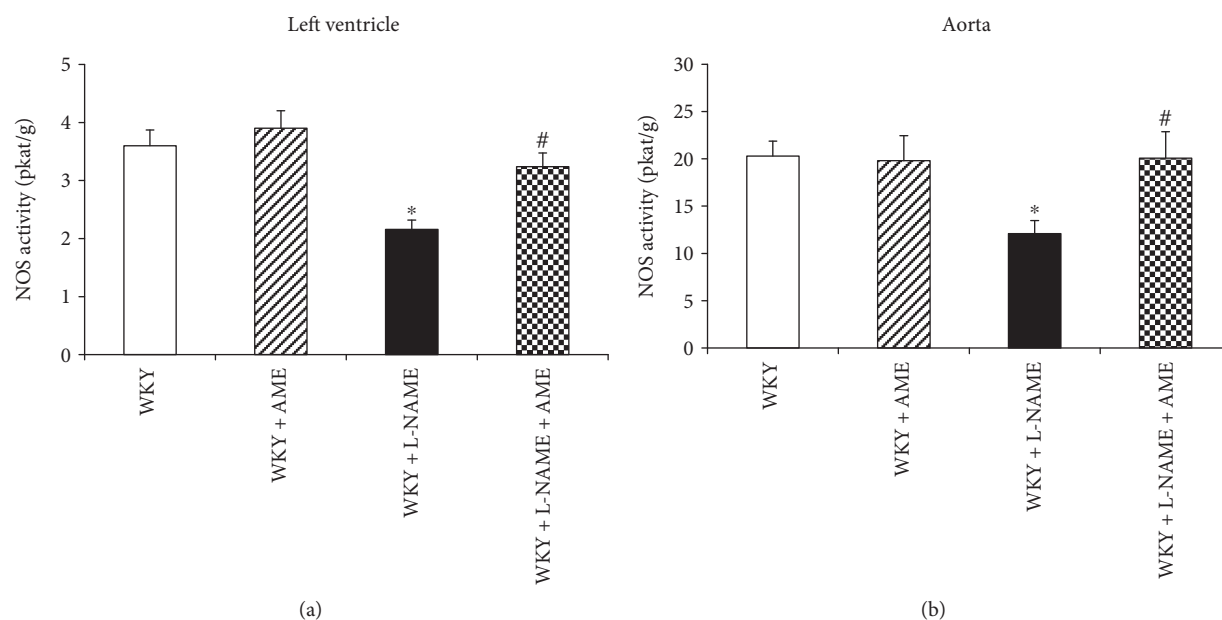 Left ventricle
5
4
3
2
1
0
NOS activity (pkat/g)
*
#
WKY
WKY + AME
WKY + L-NAME
WKY + L-NAME + AME
(a)
Aorta
30
25
20
15
10
5
0
NOS activity (pkat/g)
*
#
WKY
WKY + AME
WKY + L-NAME
WKY + L-NAME + AME
(b)